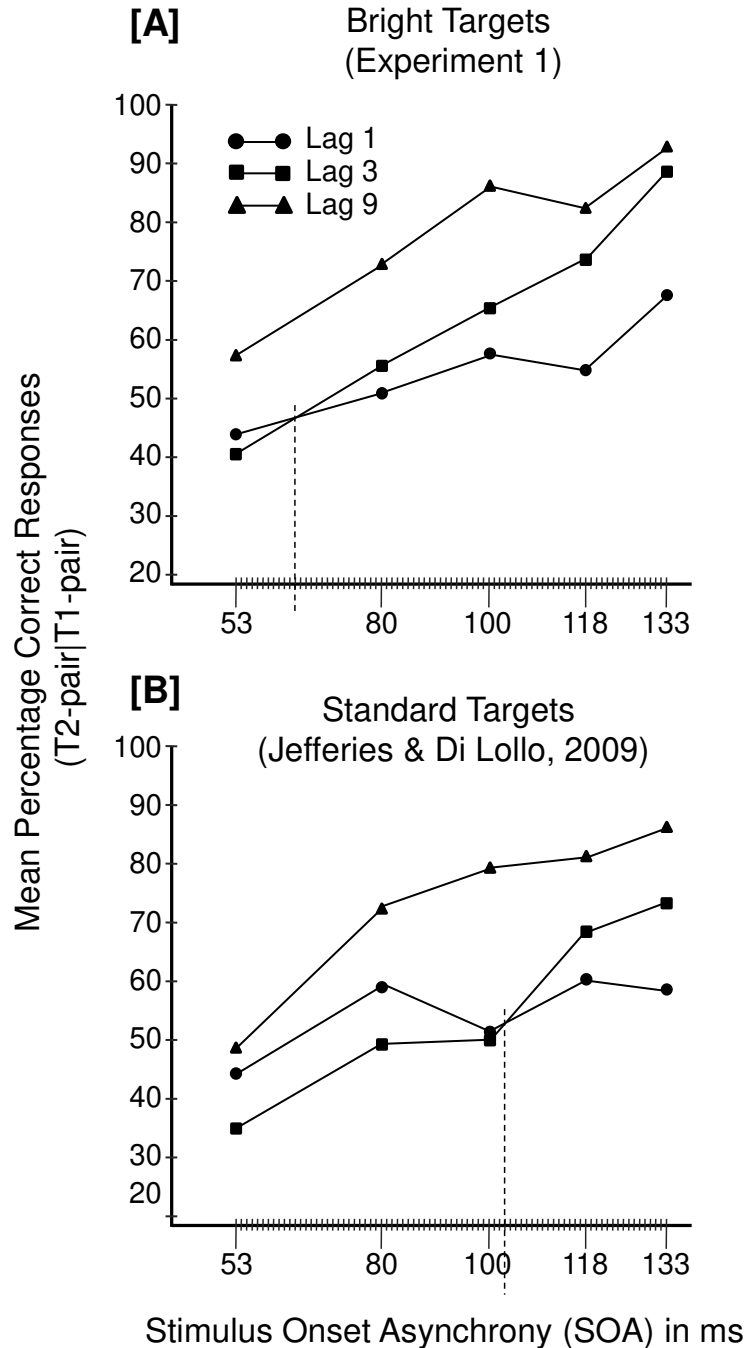 [A]
Bright Targets
(Experiment 1)
100
90
80
70
60
50
40
30
20
Lag 1
Lag 3
Lag 9
53 80 100 118 133
Mean Percentage Correct Responses
(T2-pair|T1-pair)
[B]
Standard Targets
(Jefferies & Di Lollo, 2009)
100
90
80
70
60
50
40
30
20
53 80 100 118 133
Stimulus Onset Asynchrony (SOA) in ms